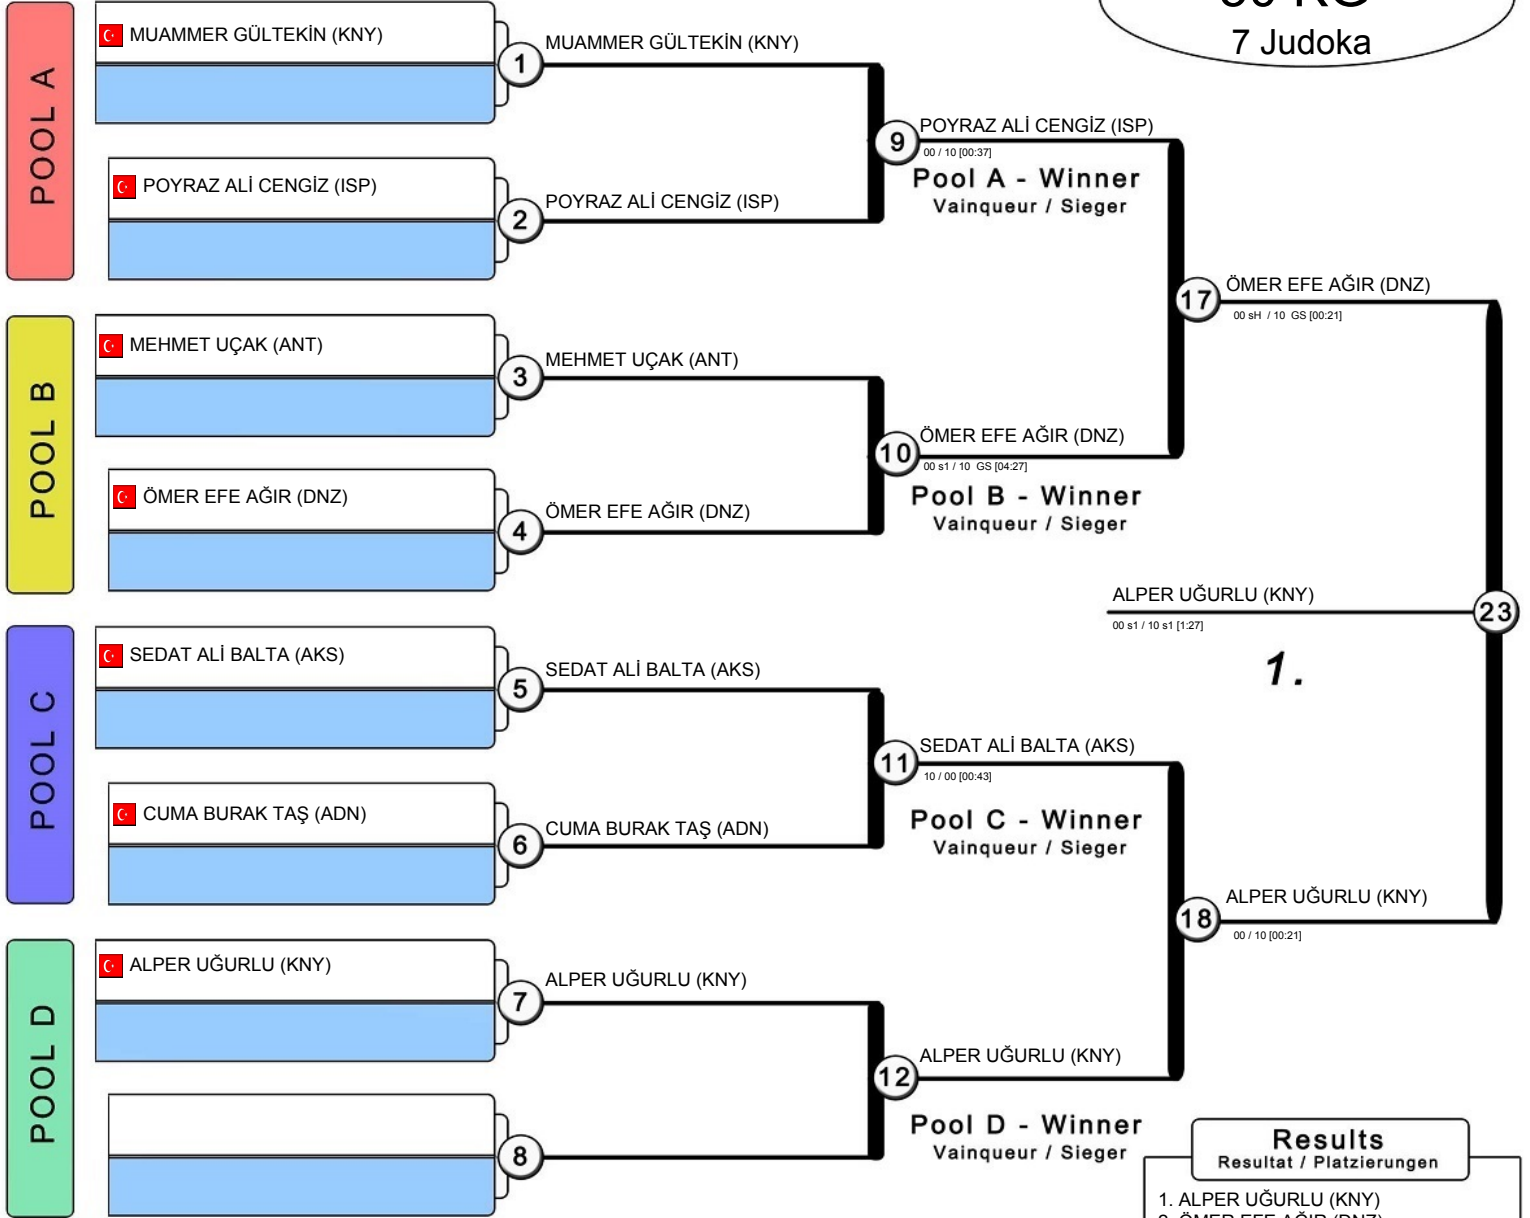 7 Judoka
POOL A
MUAMMER GÜLTEKİN (KNY)
1
MUAMMER GÜLTEKİN (KNY)
POYRAZ ALİ CENGİZ (ISP)
2
POYRAZ ALİ CENGİZ (ISP)
9
POYRAZ ALİ CENGİZ (ISP)
00 / 10 [00:37]
Pool A - Winner
Vainqueur / Sieger
POOL B
MEHMET UÇAK (ANT)
3
MEHMET UÇAK (ANT)
ÖMER EFE AĞIR (DNZ)
4
ÖMER EFE AĞIR (DNZ)
10
ÖMER EFE AĞIR (DNZ)
00 s1 / 10 GS [04:27]
Pool B - Winner
Vainqueur / Sieger
17
ÖMER EFE AĞIR (DNZ)
00 sH / 10 GS [00:21]
ALPER UĞURLU (KNY)
23
00 s1 / 10 s1 [1:27]
1.
POOL C
SEDAT ALİ BALTA (AKS)
5
SEDAT ALİ BALTA (AKS)
CUMA BURAK TAŞ (ADN)
6
CUMA BURAK TAŞ (ADN)
11
SEDAT ALİ BALTA (AKS)
10 / 00 [00:43]
Pool C - Winner
Vainqueur / Sieger
18
ALPER UĞURLU (KNY)
00 / 10 [00:21]
POOL D
ALPER UĞURLU (KNY)
7
ALPER UĞURLU (KNY)
8
12
ALPER UĞURLU (KNY)
Pool D - Winner
Vainqueur / Sieger
Results
Resultat / Platzierungen
1. ALPER UĞURLU (KNY)
2. ÖMER EFE AĞIR (DNZ)